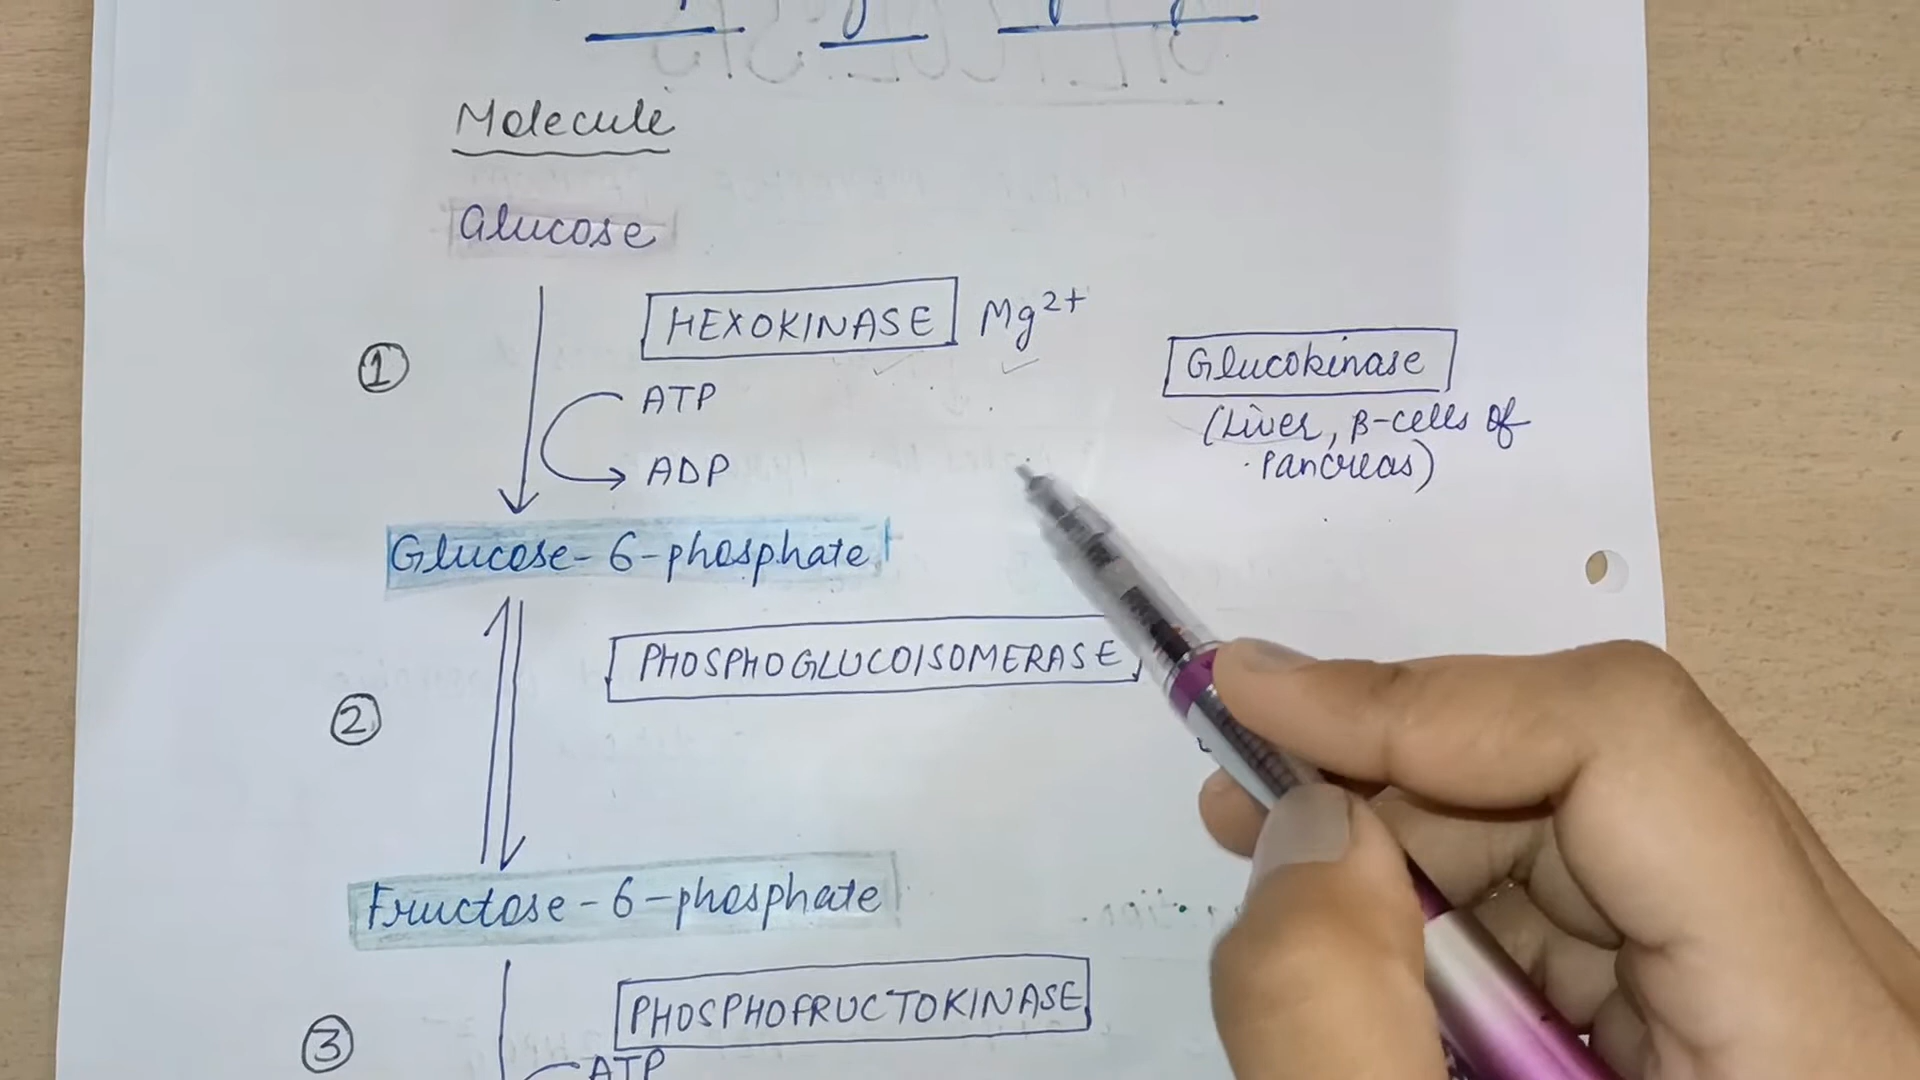 Molecule
Glucose
HEXOKINASE Mg2+
Glucokinase
(Liver, β-cells of
Pancreas)
1
ATP
ADP
Glucose-6-phosphate
PHOSPHOGLUCOISOMERASE
2
Fructose-6-phosphate
PHOSPHOFRUCTOKINASE
3
ATP